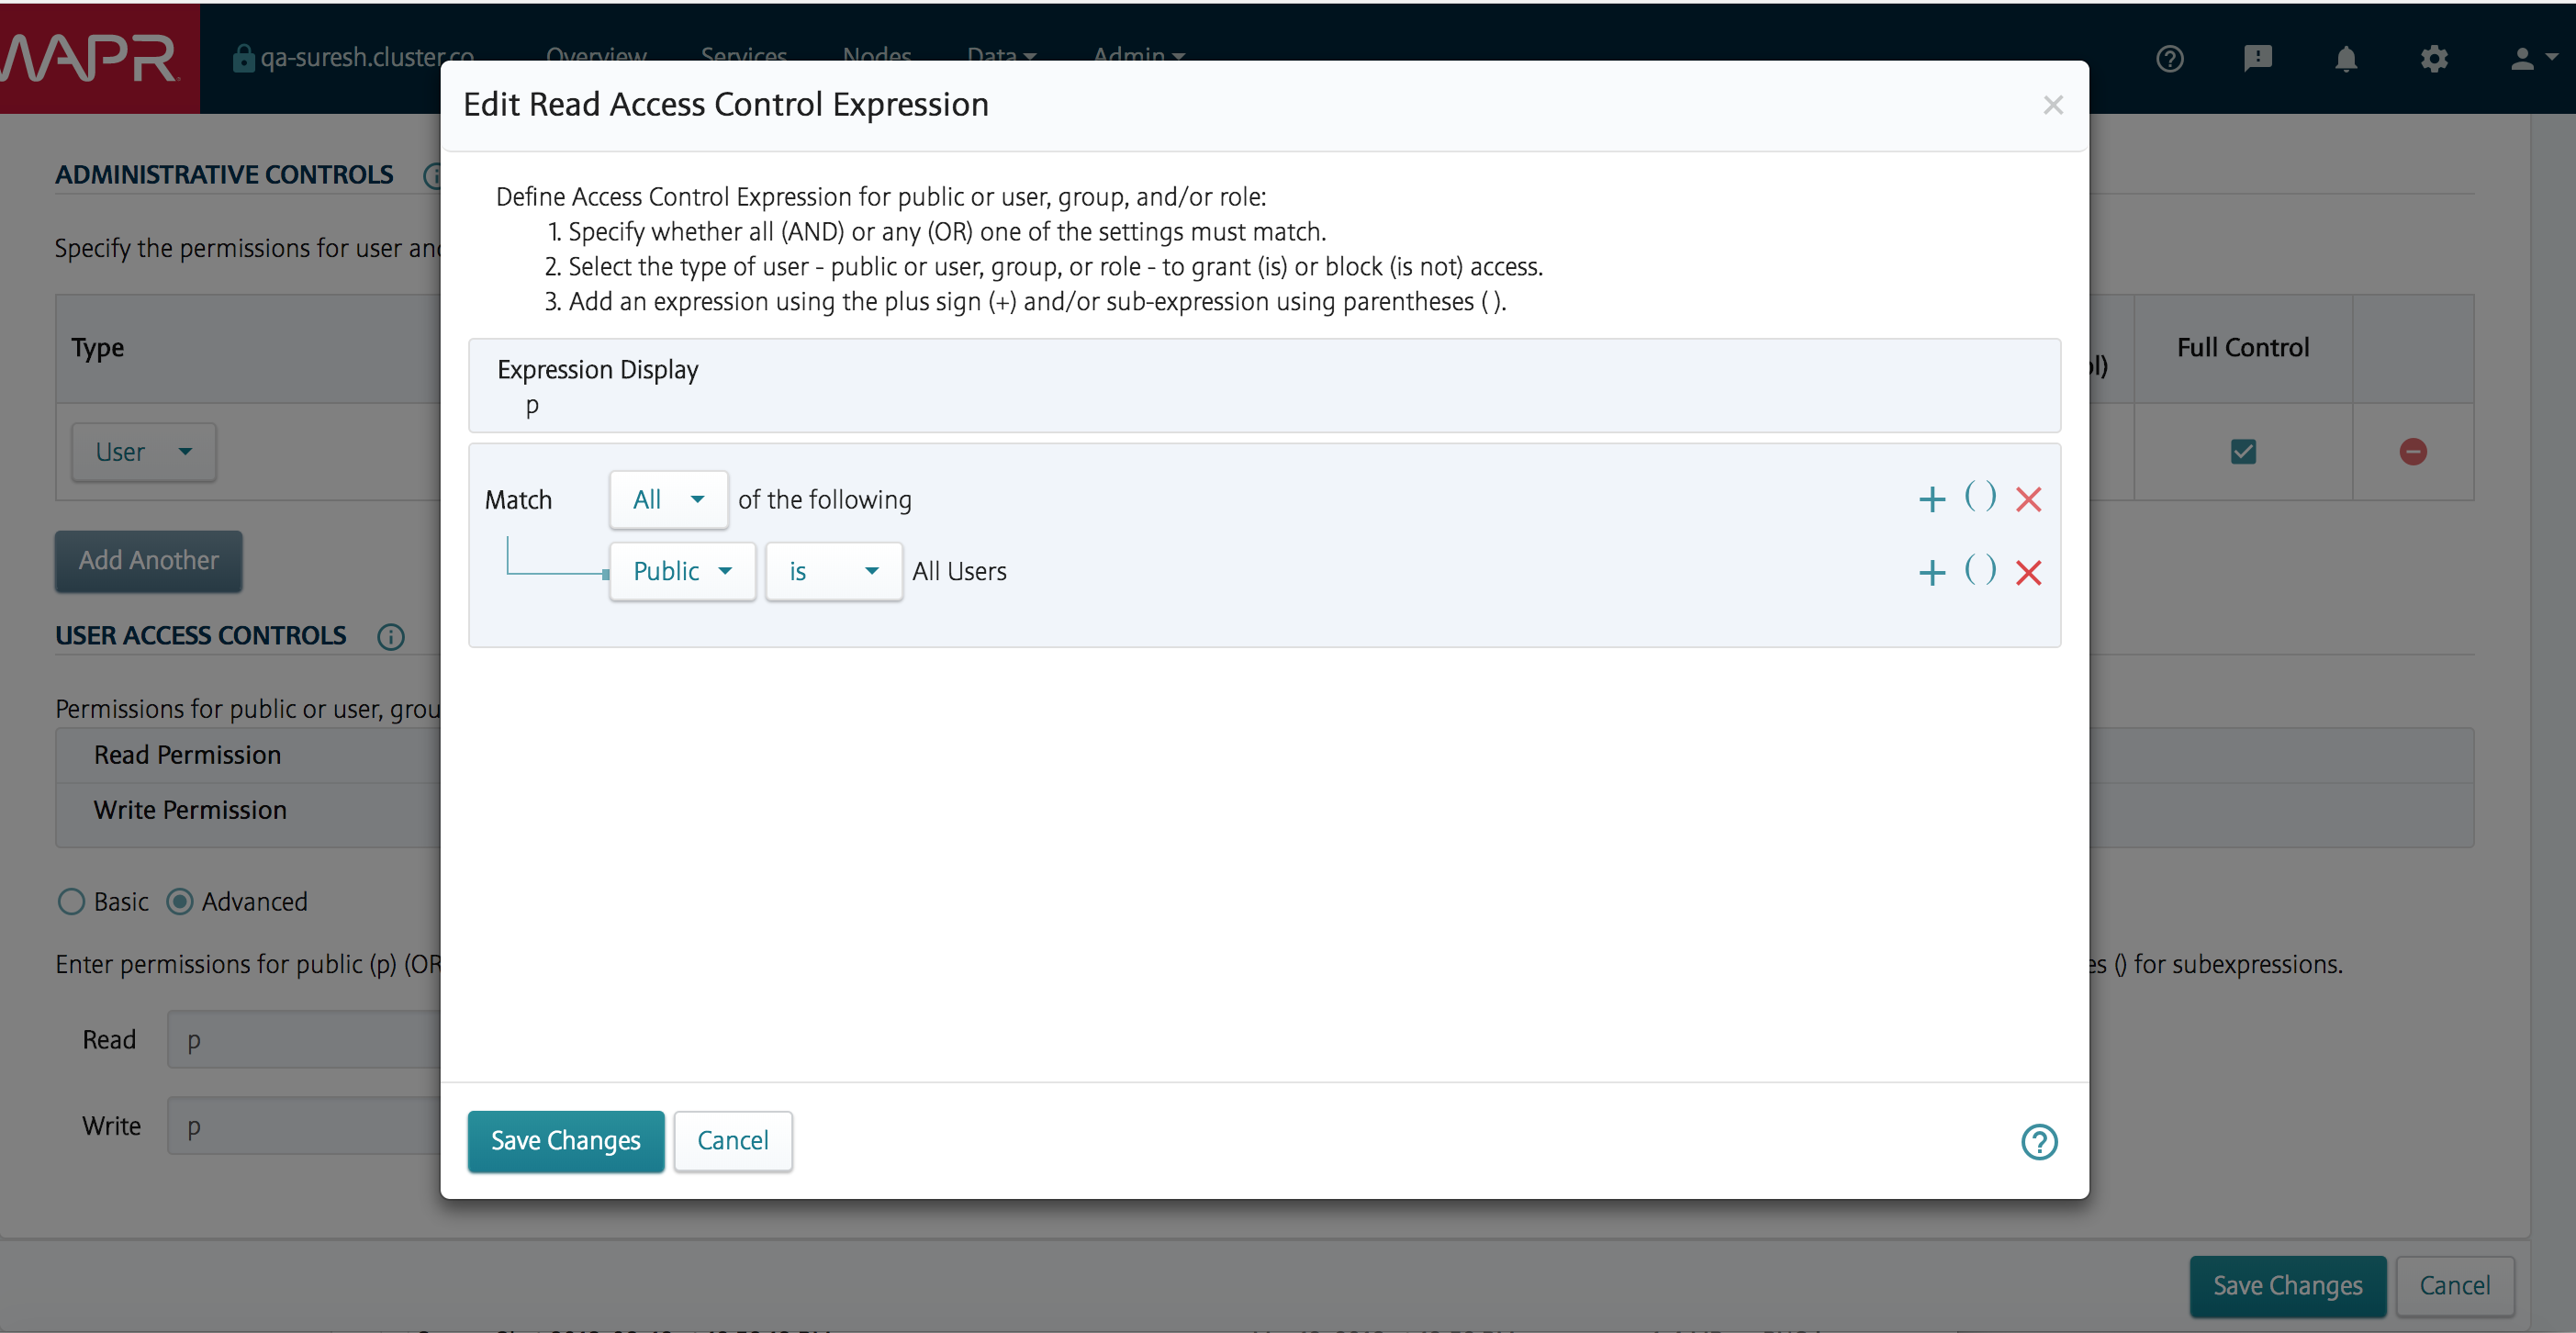 MAPR
qa-suresh.cluster.co Overview Services Nodes Data Admin
Edit Read Access Control Expression
ADMINISTRATIVE CONTROLS
Define Access Control Expression for public or user, group, and/or role:
1. Specify whether all (AND) or any (OR) one of the settings must match.
2. Select the type of user - public or user, group, or role - to grant (is) or block (is not) access.
3. Add an expression using the plus sign (+) and/or sub-expression using parentheses ( ).
Specify the permissions for user and
Type
Full Control
Expression Display
p
User
Match All of the following
+ ( )
Public is All Users
+ ( )
Add Another
USER ACCESS CONTROLS
Permissions for public or user, grou
Read Permission
Write Permission
Basic Advanced
Enter permissions for public (p) (OR
es () for subexpressions.
Read p
Write p
Save Changes Cancel
Save Changes Cancel